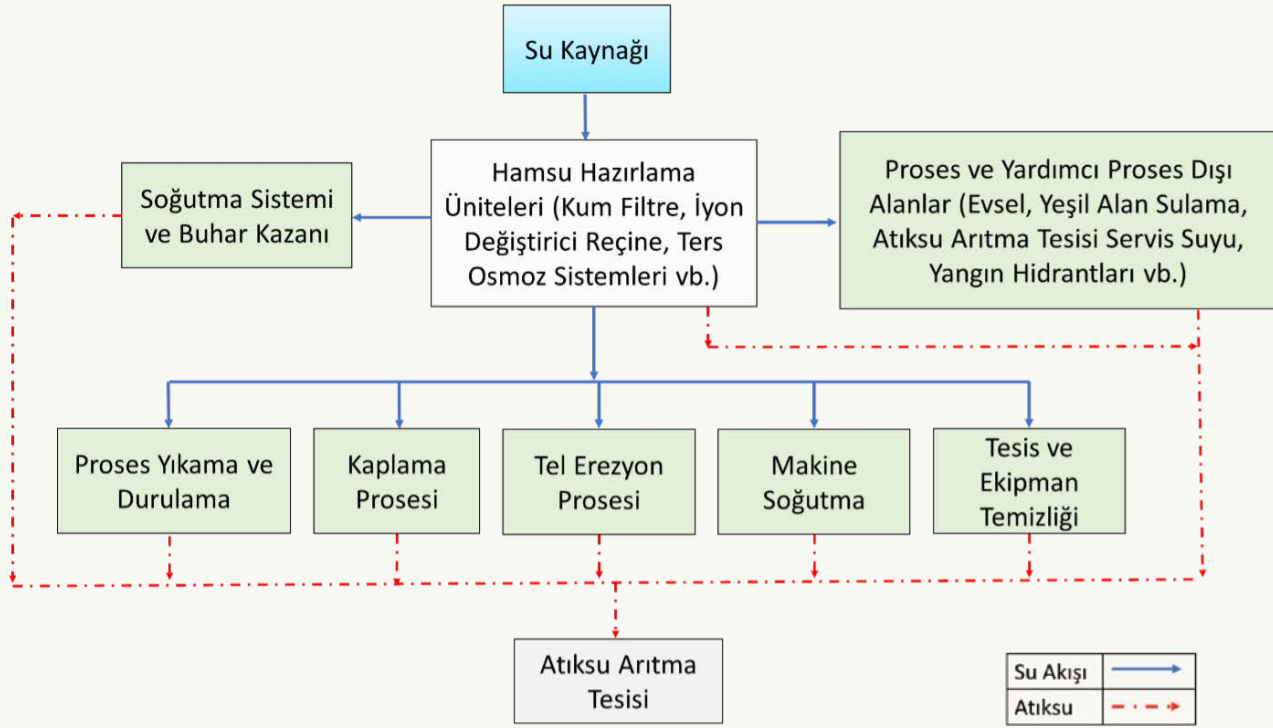 Su Kaynağı
Hamsu Hazırlama
Üniteleri (Kum Filtre, İyon
Değiştirici Reçine, Ters
Osmoz Sistemleri vb.)
Soğutma Sistemi
ve Buhar Kazanı
Proses ve Yardımcı Proses Dışı
Alanlar (Evsel, Yeşil Alan Sulama,
Atıksu Arıtma Tesisi Servis Suyu,
Yangın Hidrantları vb.)
Proses Yıkama ve
Durulama
Kaplama
Prosesi
Tel Erezyon
Prosesi
Makine
Soğutma
Tesis ve
Ekipman
Temizliği
Atıksu Arıtma
Tesisi
Su Akışı
Atıksu